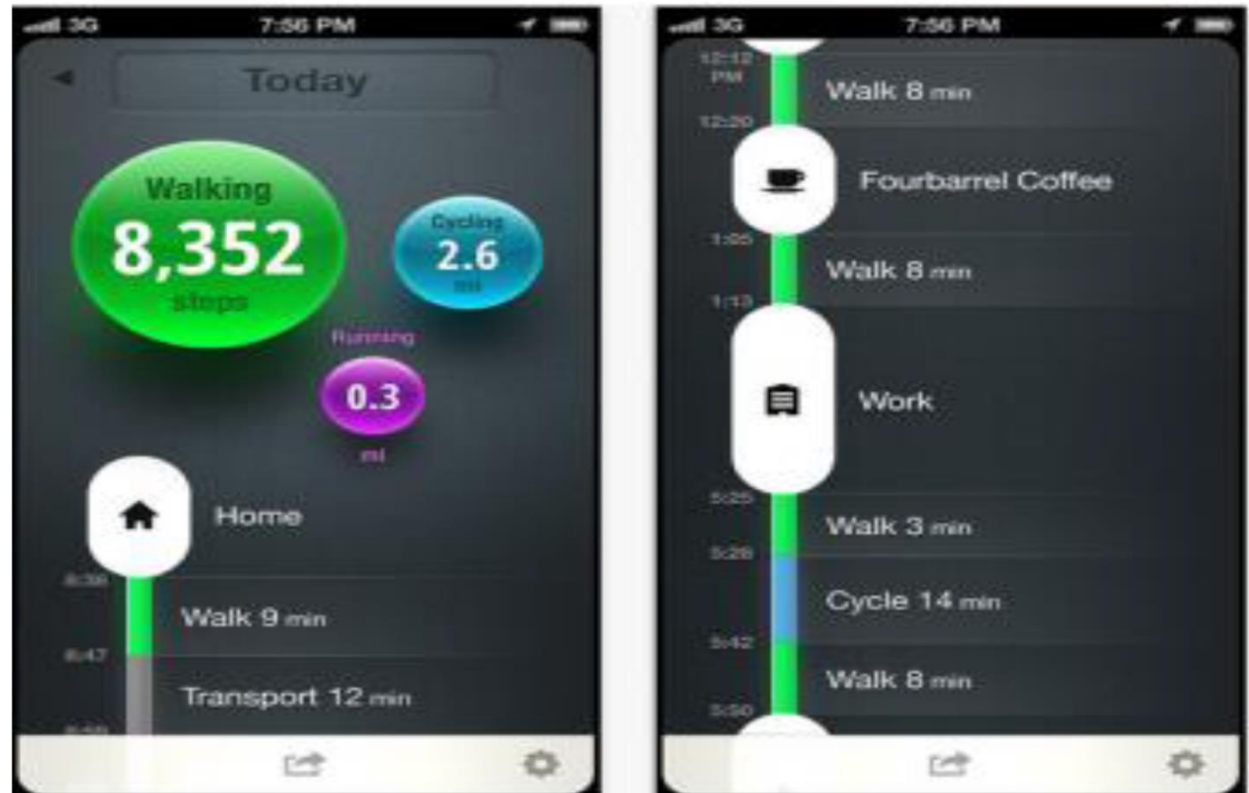 3G 7:56 PM
Today
Walking
8,352
steps
Cycling
2.6
mi
Running
0.3
mi
Home
8:38
Walk 9 min
8:47
Transport 12 min
3G 7:56 PM
12:12
PM
Walk 8 min
12:20
Fourbarrel Coffee
1:05
Walk 8 min
1:13
Work
5:25
Walk 3 min
5:28
Cycle 14 min
5:42
Walk 8 min
5:50